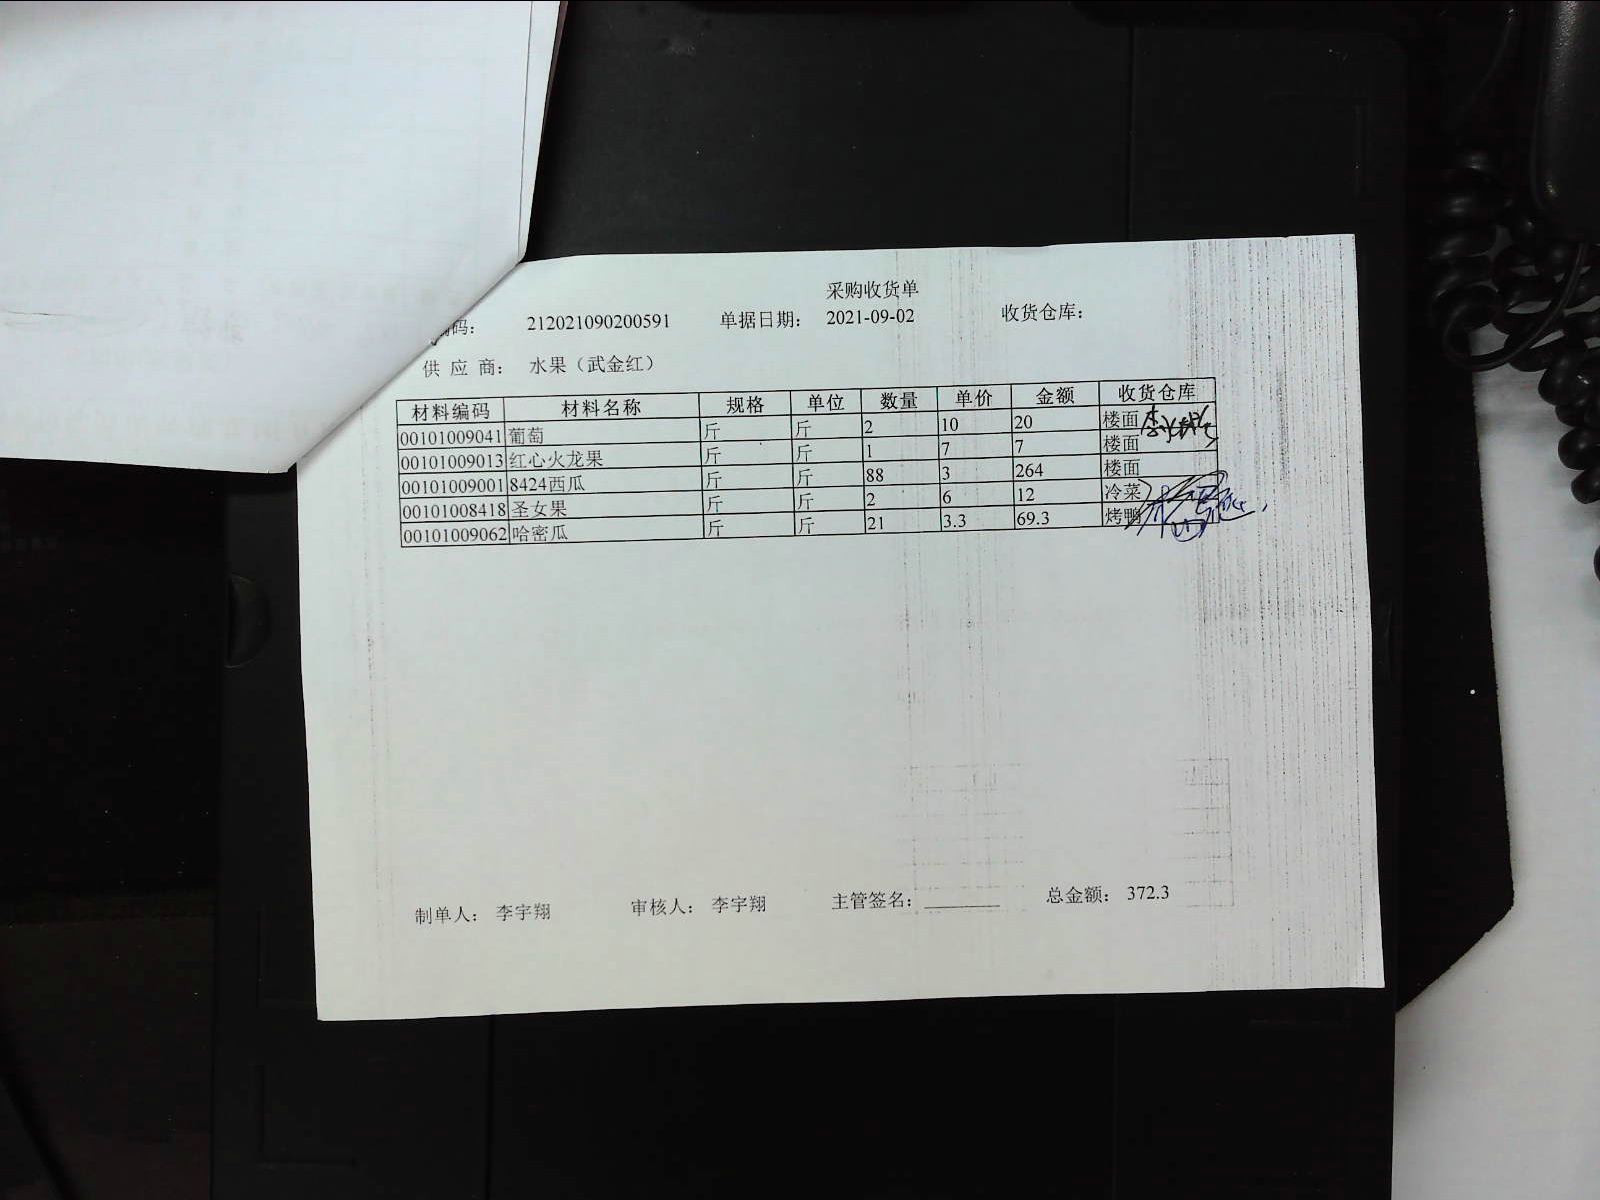 采购收货单
编码： 212021090200591 单据日期： 2021-09-02 收货仓库：
供 应 商： 水果（武金红）
材料编码 材料名称 规格 单位 数量 单价 金额 收货仓库
00101009041 葡萄 斤 斤 2 10 20 楼面
00101009013 红心火龙果 斤 斤 1 7 7 楼面
00101009001 8424西瓜 斤 斤 88 3 264 楼面
00101008418 圣女果 斤 斤 2 6 12 冷菜
00101009062 哈密瓜 斤 斤 21 3.3 69.3 烤鸭
制单人： 李宇翔 审核人： 李宇翔 主管签名： 总金额： 372.3